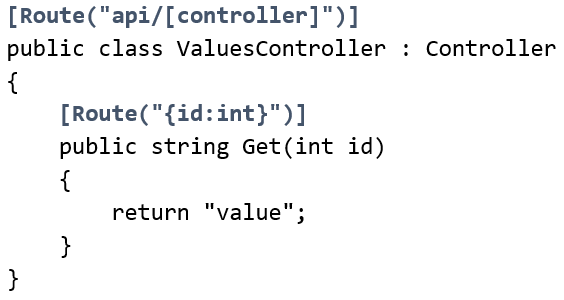 [Route("api/[controller]")]
public class ValuesController : Controller
{
    [Route("{id:int}")]
    public string Get(int id)
    {
        return "value";
    }
}